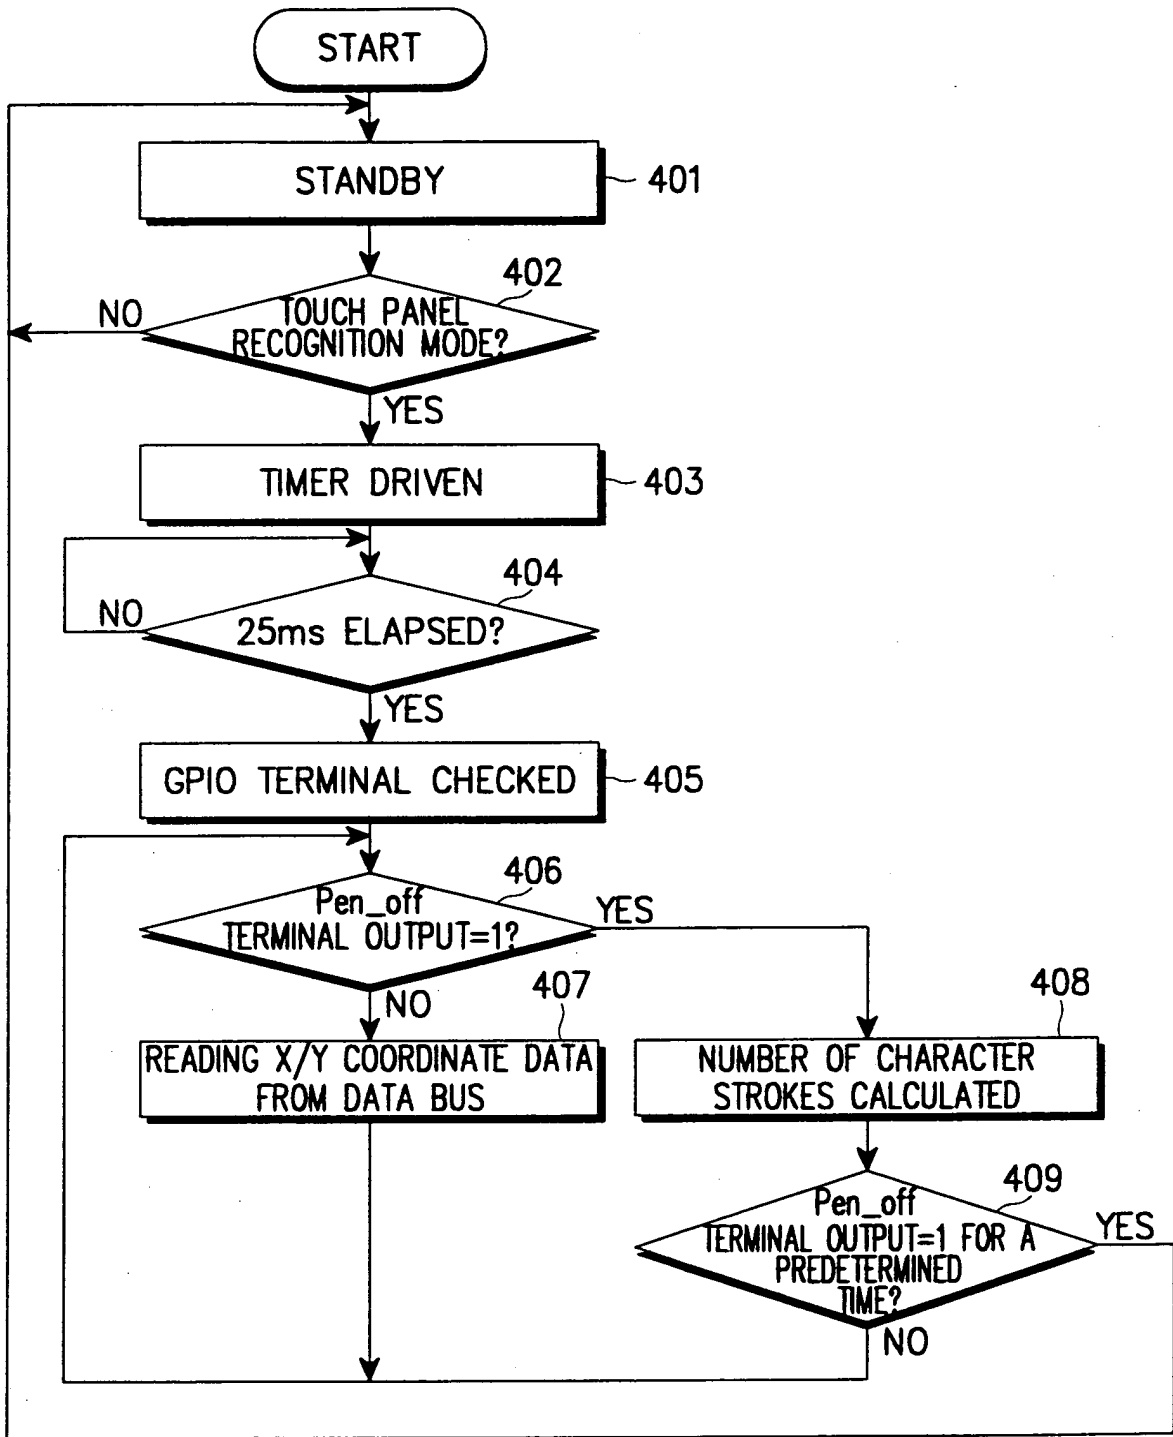 START
STANDBY
401
402
NO
TOUCH PANEL
RECOGNITION MODE?
YES
TIMER DRIVEN
403
404
NO
25ms ELAPSED?
YES
GPIO TERMINAL CHECKED
405
406
Pen_off
TERMINAL OUTPUT=1?
YES
NO
407
408
READING X/Y COORDINATE DATA
FROM DATA BUS
NUMBER OF CHARACTER
STROKES CALCULATED
409
Pen_off
TERMINAL OUTPUT=1 FOR A
PREDETERMINED
TIME?
YES
NO